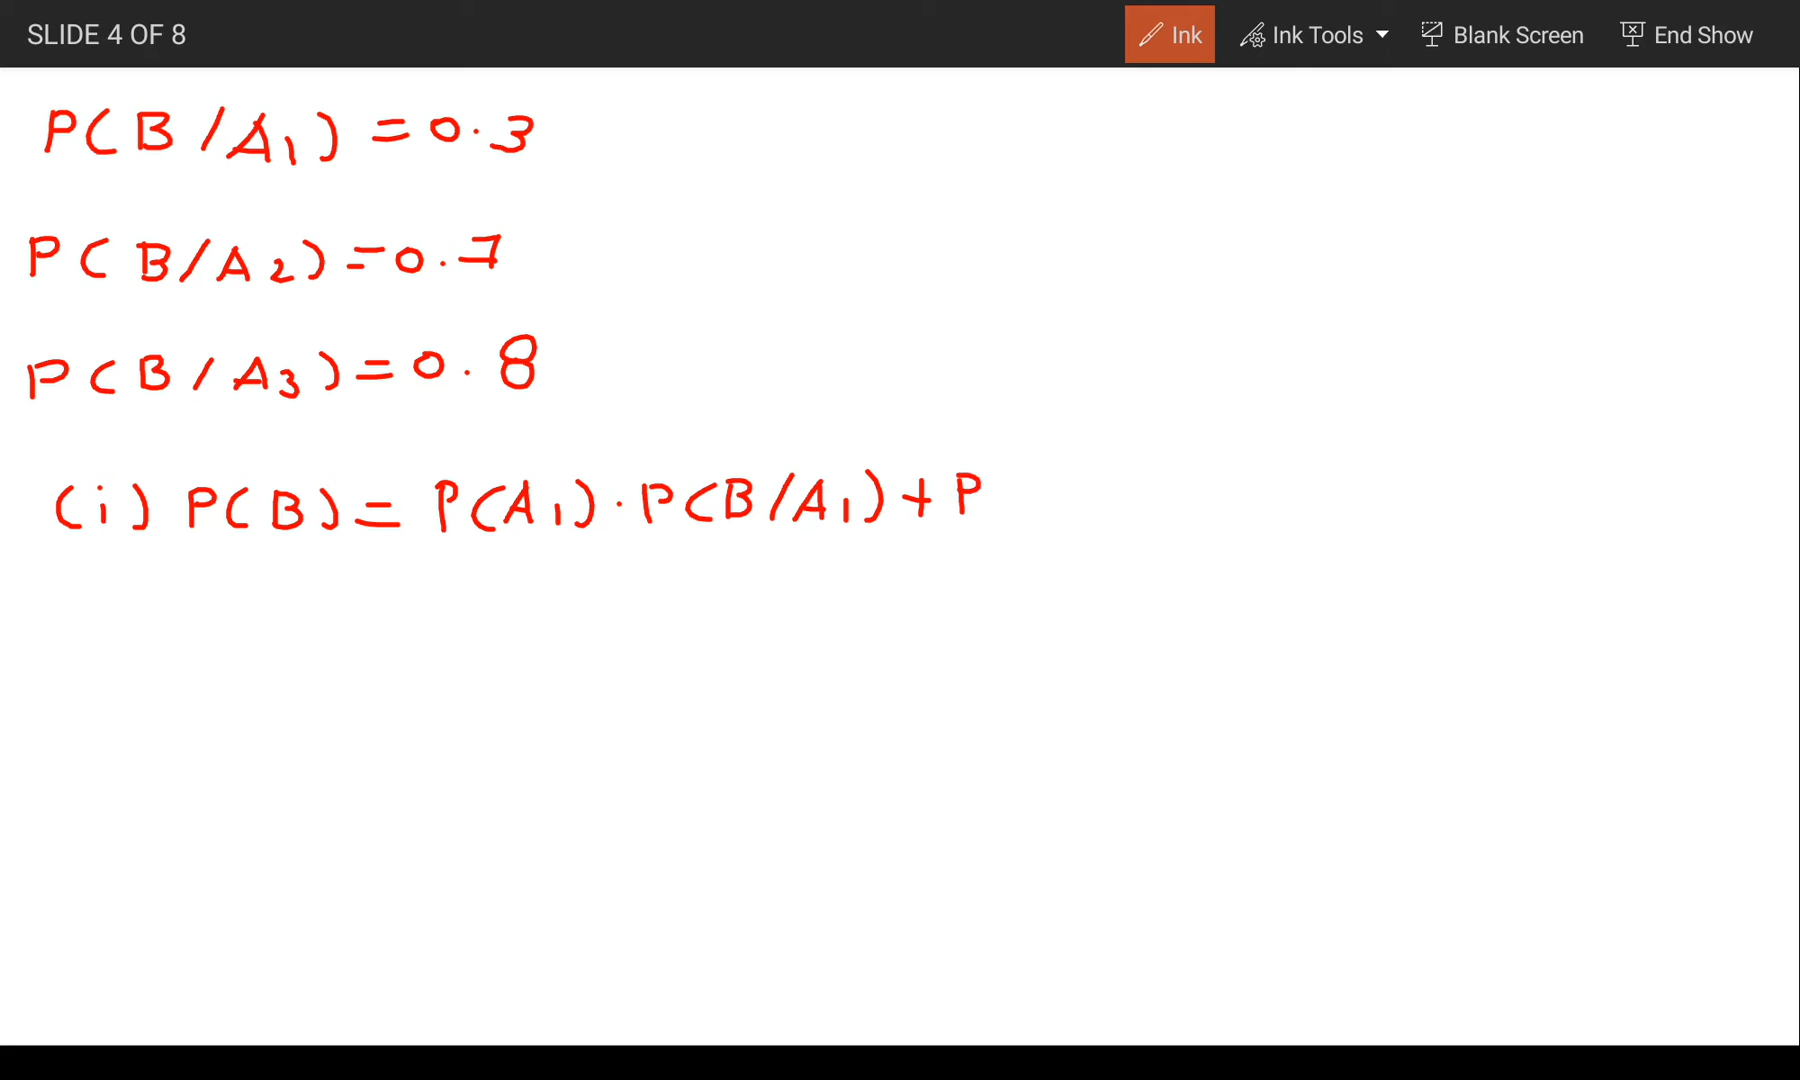 SLIDE 4 OF 8 Ink Ink Tools Blank Screen End Show
P(B/A1) = 0.3
P(B/A2) = 0.7
P(B/A3) = 0.8
(i) P(B) = P(A1) · P(B/A1) + P